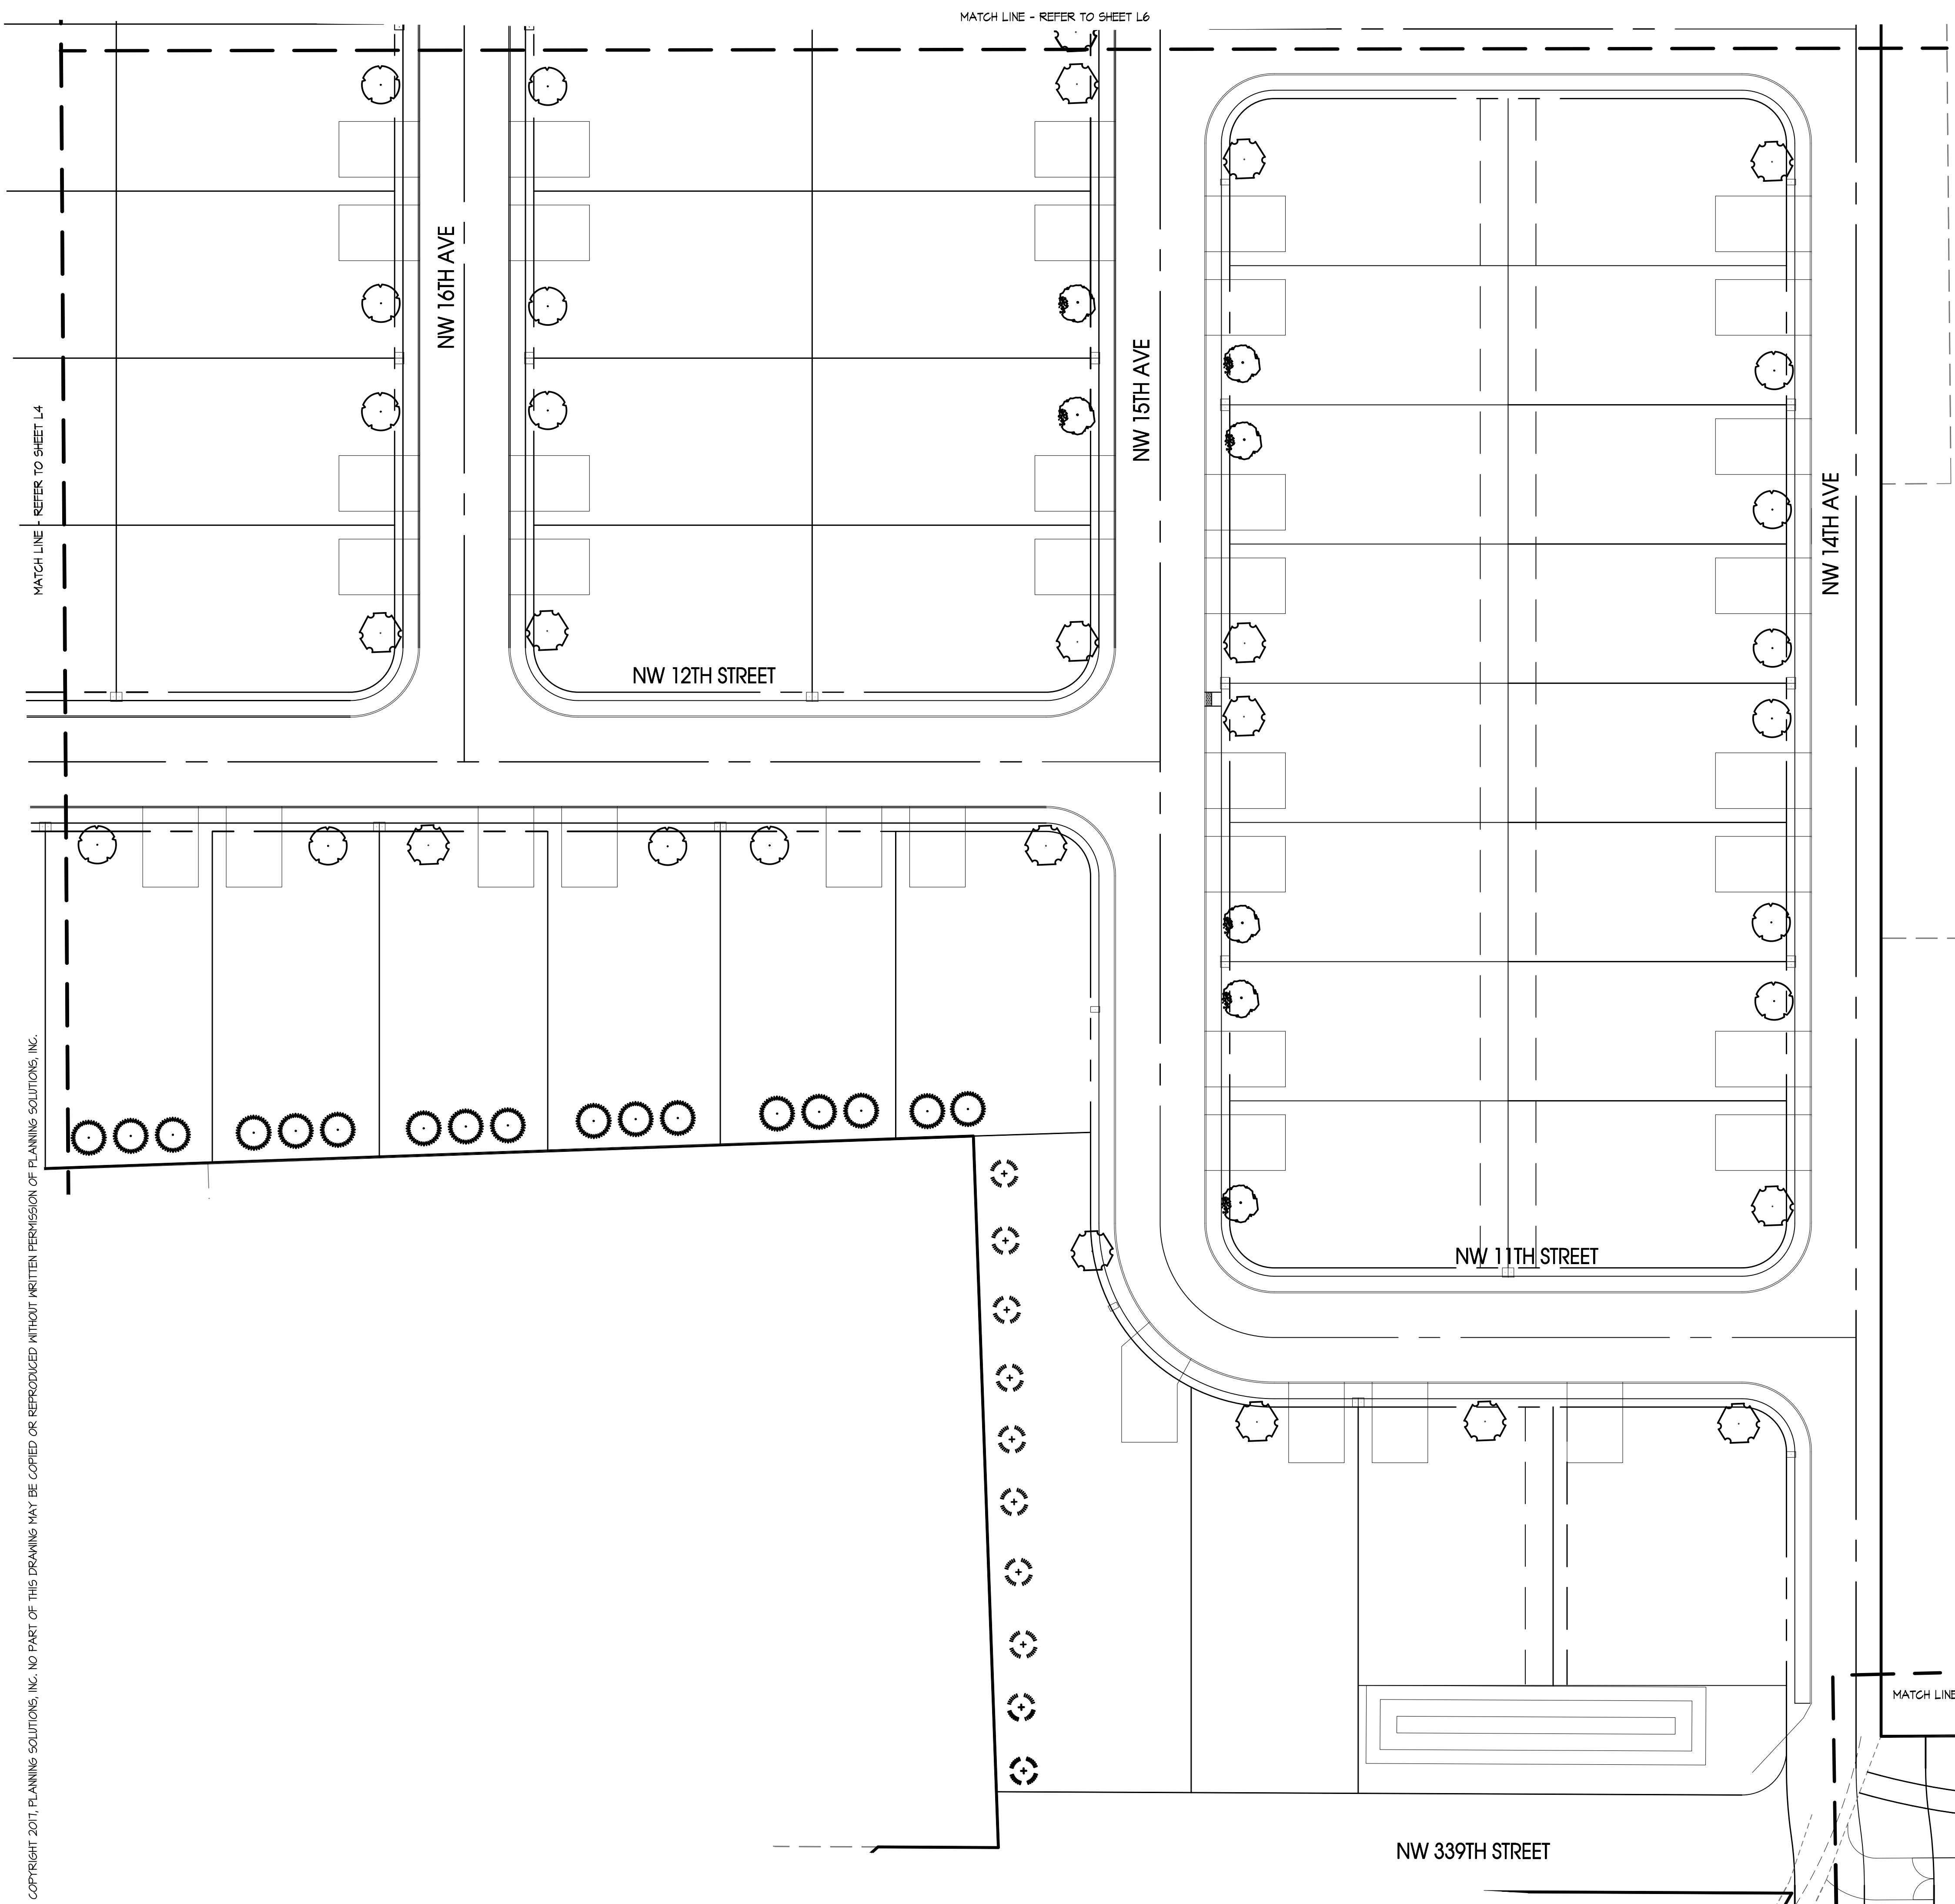 MATCH LINE - REFER TO SHEET L6
NW 16TH AVE
NW 15TH AVE
MATCH LINE - REFER TO SHEET L4
NW 14TH AVE
NW 12TH STREET
NW 11TH STREET
COPYRIGHT 2017, PLANNING SOLUTIONS, INC. NO PART OF THIS DRAWING MAY BE COPIED OR REPRODUCED WITHOUT WRITTEN PERMISSION OF PLANNING SOLUTIONS, INC.
MATCH LINE
NW 339TH STREET